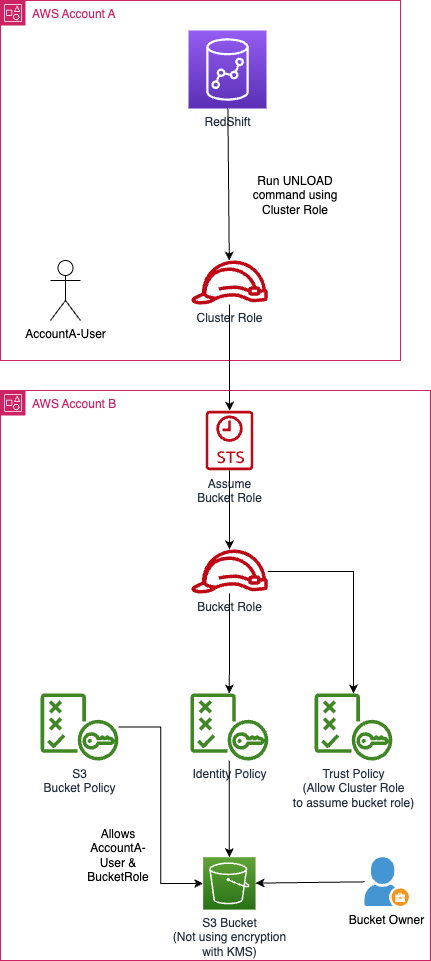 AWS Account A
RedShift
Run UNLOAD
command using
Cluster Role
AccountA-User
Cluster Role
AWS Account B
STS
Assume
Bucket Role
Bucket Role
S3
Bucket Policy
Identity Policy
Trust Policy
(Allow Cluster Role
to assume bucket role)
Allows
AccountA-
User &
BucketRole
S3 Bucket
(Not using encryption
with KMS)
Bucket Owner